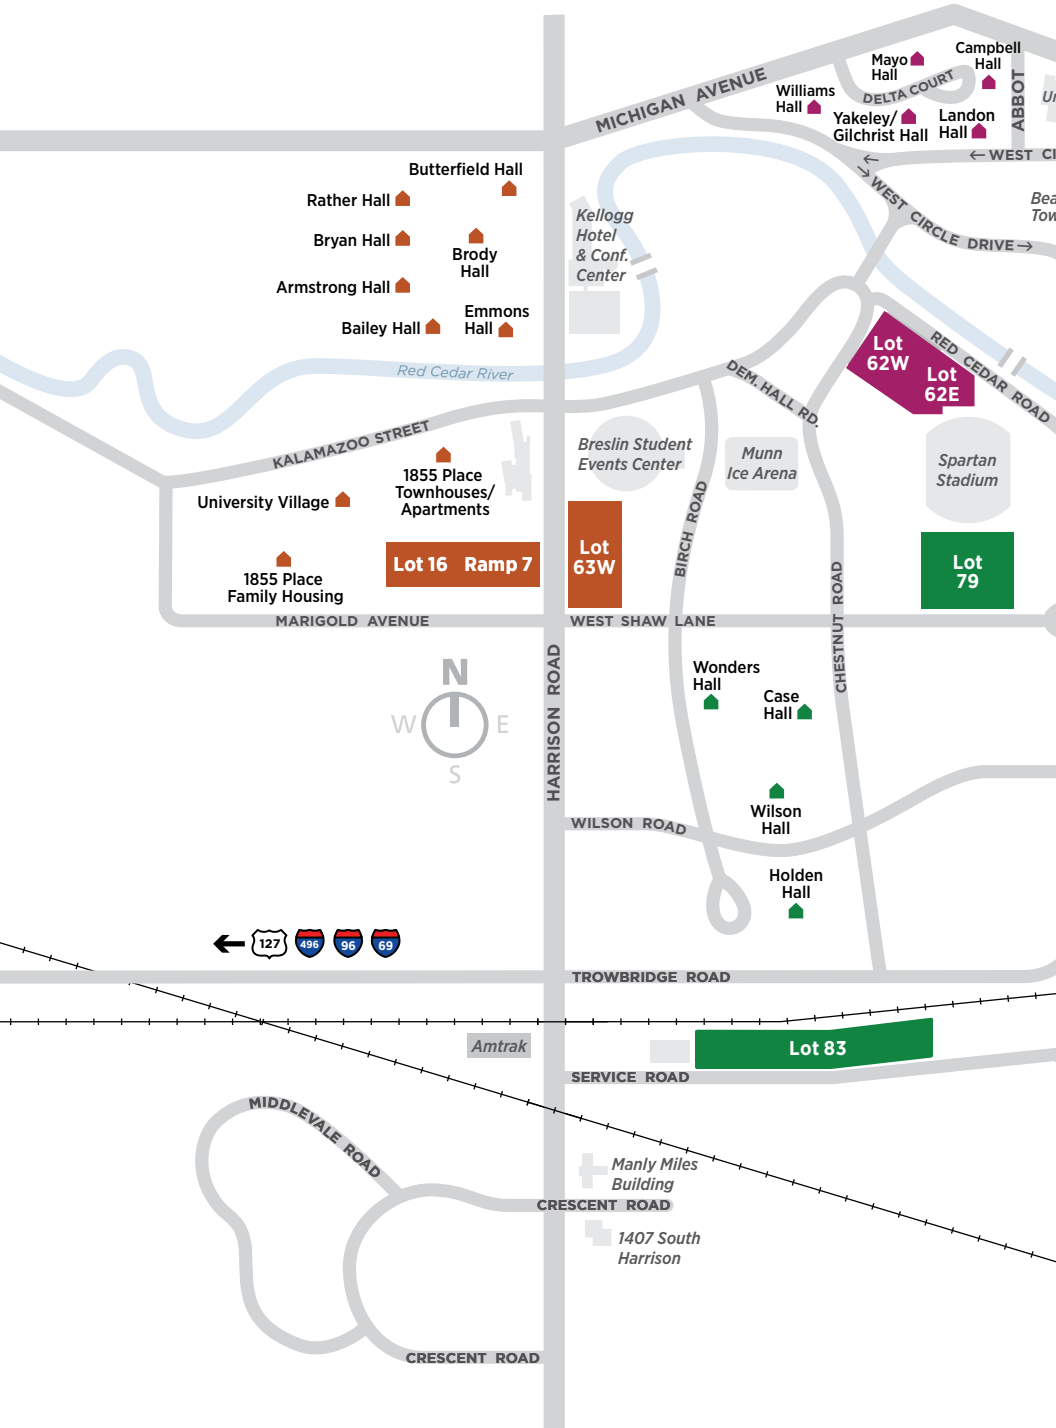 MICHIGAN AVENUE
Mayo
Hall
Campbell
Hall
DELTA COURT
ABBOT
Williams
Hall
Yakeley/
Gilchrist Hall
Landon
Hall
← WEST CI
←
→
WEST CIRCLE DRIVE →
Butterfield Hall
Rather Hall
Bryan Hall
Brody
Hall
Armstrong Hall
Bailey Hall
Emmons
Hall
Kellogg
Hotel
& Conf.
Center
Bea
Tow
Red Cedar River
Lot
62W
Lot
62E
RED CEDAR ROAD
DEM. HALL RD.
KALAMAZOO STREET
1855 Place
Townhouses/
Apartments
University Village
1855 Place
Family Housing
Breslin Student
Events Center
Munn
Ice Arena
Spartan
Stadium
Lot 16 Ramp 7
Lot
63W
BIRCH ROAD
CHESTNUT ROAD
Lot
79
MARIGOLD AVENUE
WEST SHAW LANE
HARRISON ROAD
N
W
E
S
Wonders
Hall
Case
Hall
Wilson
Hall
WILSON ROAD
Holden
Hall
127
496
96
69
TROWBRIDGE ROAD
Amtrak
Lot 83
SERVICE ROAD
MIDDLEVALE ROAD
Manly Miles
Building
CRESCENT ROAD
1407 South
Harrison
CRESCENT ROAD